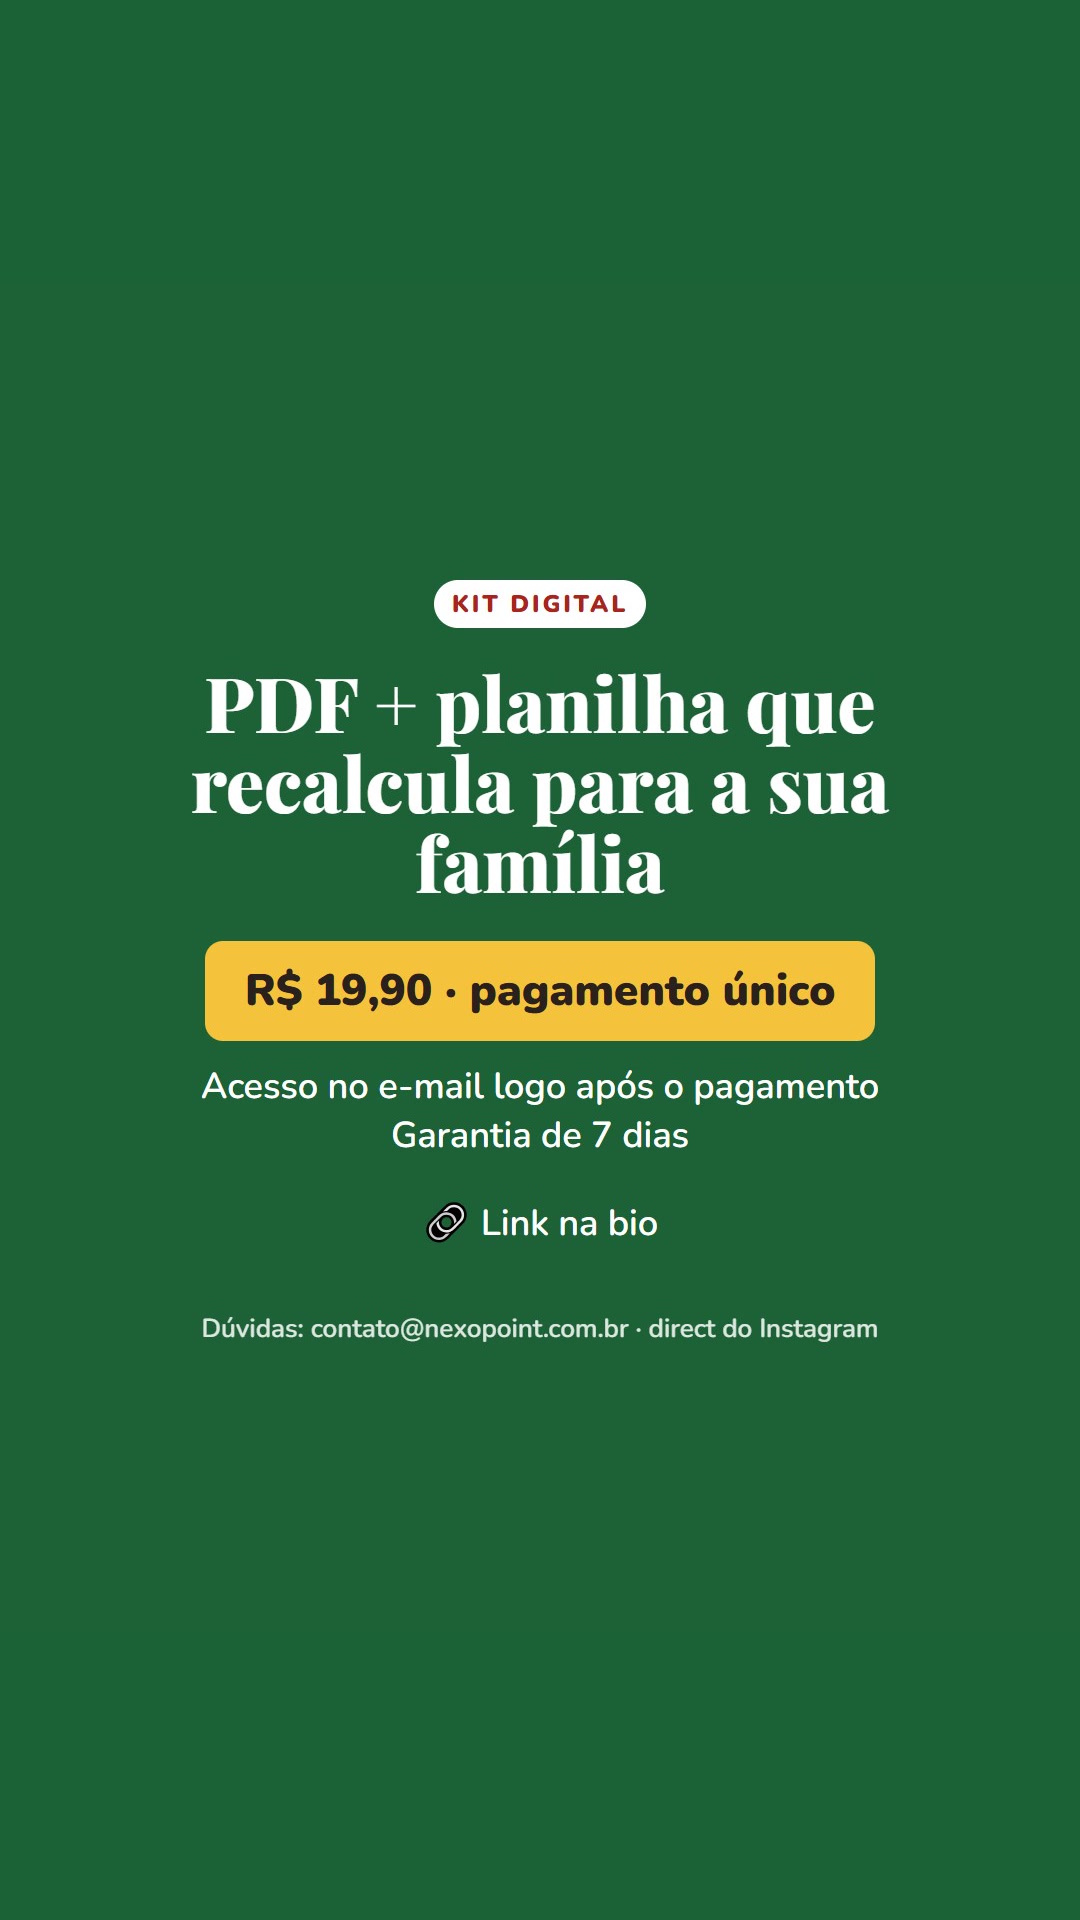 KIT DIGITAL
PDF + planilha que
recalcula para a sua
família
R$ 19,90 · pagamento único
Acesso no e-mail logo após o pagamento
Garantia de 7 dias
🔗 Link na bio
Dúvidas: contato@nexopoint.com.br · direct do Instagram